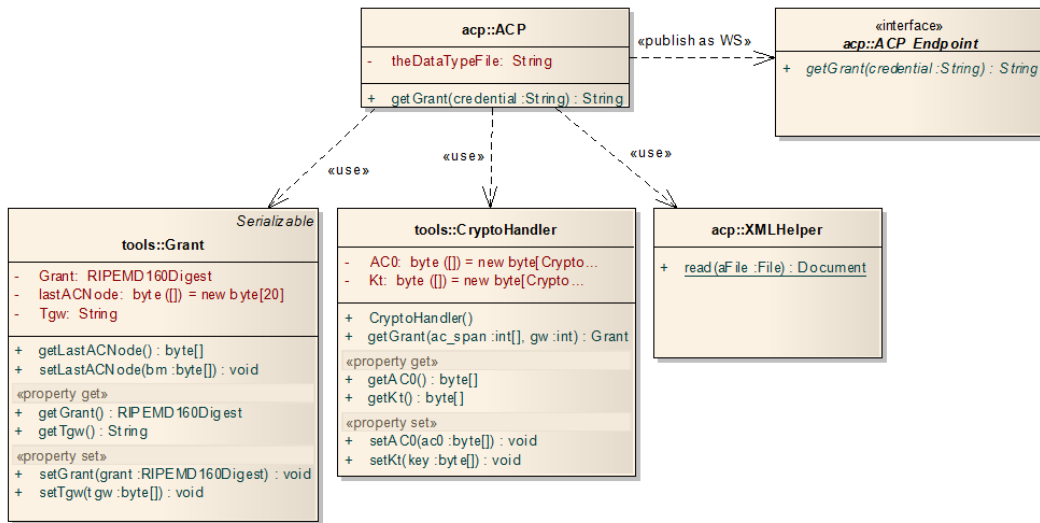 acp::ACP
- theDataTypeFile: String
+ getGrant(credential :String) : String
«publish as WS»
«interface»
acp::ACP_Endpoint
+ getGrant(credential :String) : String
«use»
«use»
«use»
Serializable
tools::Grant
- Grant: RIPEMD160Digest
- lastACNode: byte ([]) = new byte[20]
- Tgw: String
+ getLastACNode() : byte[]
+ setLastACNode(bm :byte[]) : void
«property get»
+ getGrant() : RIPEMD160Digest
+ getTgw() : String
«property set»
+ setGrant(grant :RIPEMD160Digest) : void
+ setTgw(tgw :byte[]) : void
tools::CryptoHandler
- AC0: byte ([]) = new byte[Crypto...
- Kt: byte ([]) = new byte[Crypto...
+ CryptoHandler()
+ getGrant(ac_span :int[], gw :int) : Grant
«property get»
+ getAC0() : byte[]
+ getKt() : byte[]
«property set»
+ setAC0(ac0 :byte[]) : void
+ setKt(key :byte[]) : void
acp::XMLHelper
+ read(aFile :File) : Document